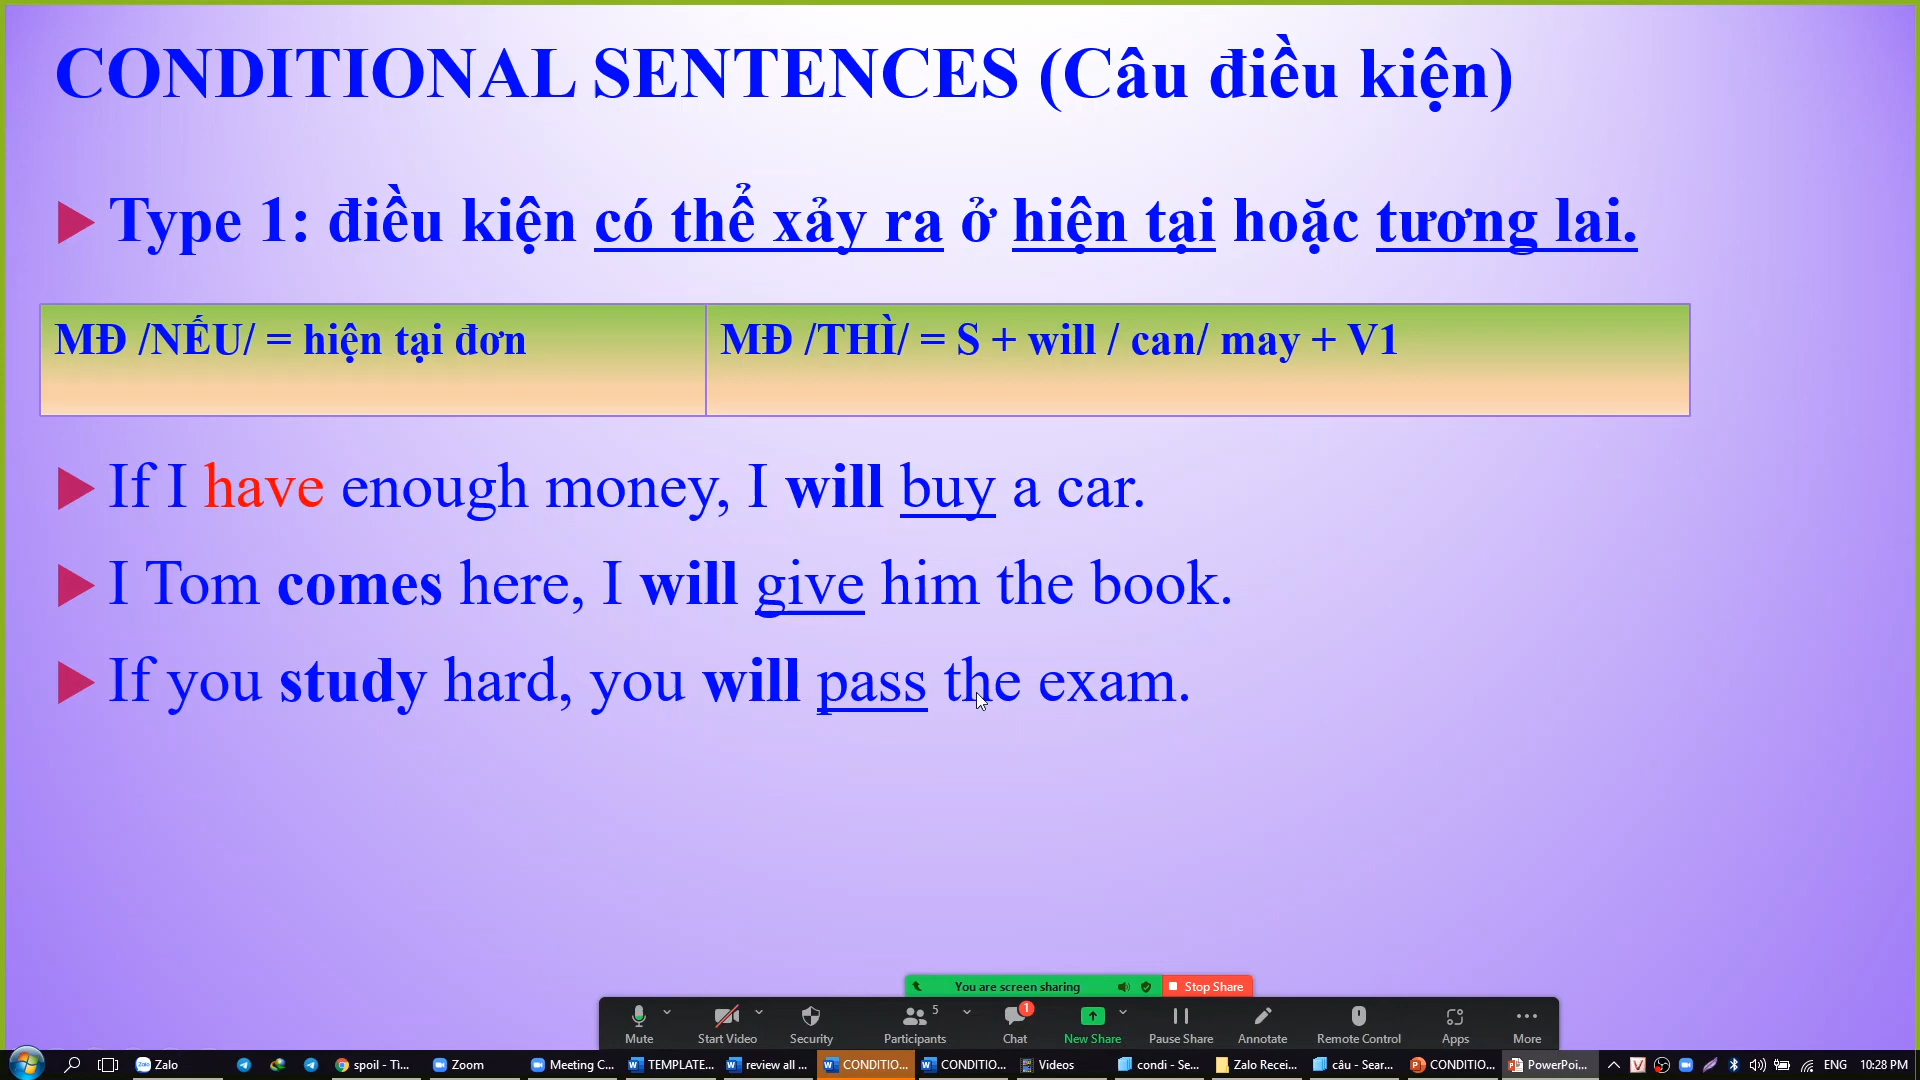 CONDITIONAL SENTENCES (Câu điều kiện)
Type 1: điều kiện có thể xảy ra ở hiện tại hoặc tương lai.
MĐ /NẾU/ = hiện tại đơn
MĐ /THÌ/ = S + will / can/ may + V1
If I have enough money, I will buy a car.
I Tom comes here, I will give him the book.
If you study hard, you will pass the exam.
You are screen sharing
Stop Share
Mute
Start Video
Security
5
Participants
1
Chat
New Share
Pause Share
Annotate
Remote Control
Apps
More
Zalo
spoil - Ti...
Zoom
Meeting C...
TEMPLATE...
review all ...
CONDITIO...
CONDITIO...
Videos
condi - Se...
Zalo Recei...
câu - Sear...
CONDITIO...
PowerPoi...
ENG
10:28 PM